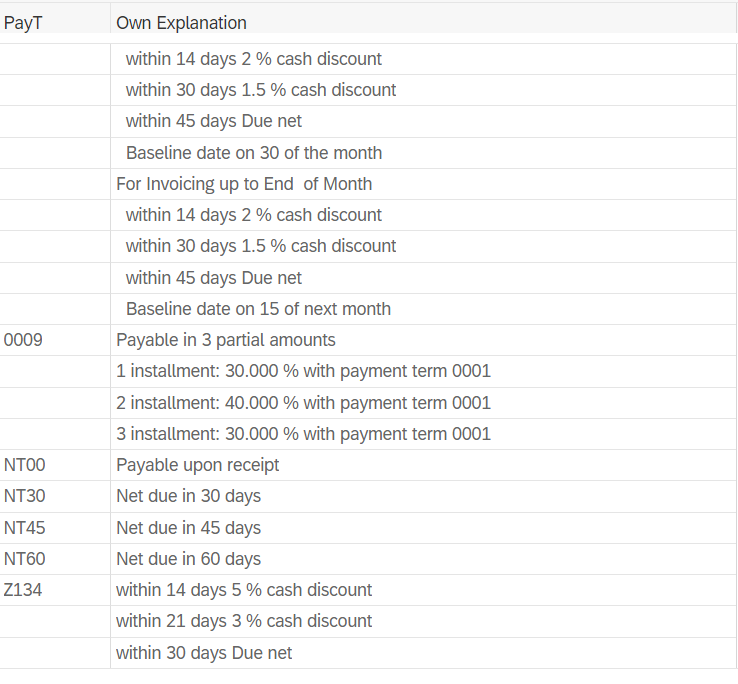 PayT Own Explanation
within 14 days 2 % cash discount
within 30 days 1.5 % cash discount
within 45 days Due net
Baseline date on 30 of the month
For Invoicing up to End  of Month
within 14 days 2 % cash discount
within 30 days 1.5 % cash discount
within 45 days Due net
Baseline date on 15 of next month
0009 Payable in 3 partial amounts
1 installment: 30.000 % with payment term 0001
2 installment: 40.000 % with payment term 0001
3 installment: 30.000 % with payment term 0001
NT00 Payable upon receipt
NT30 Net due in 30 days
NT45 Net due in 45 days
NT60 Net due in 60 days
Z134 within 14 days 5 % cash discount
within 21 days 3 % cash discount
within 30 days Due net